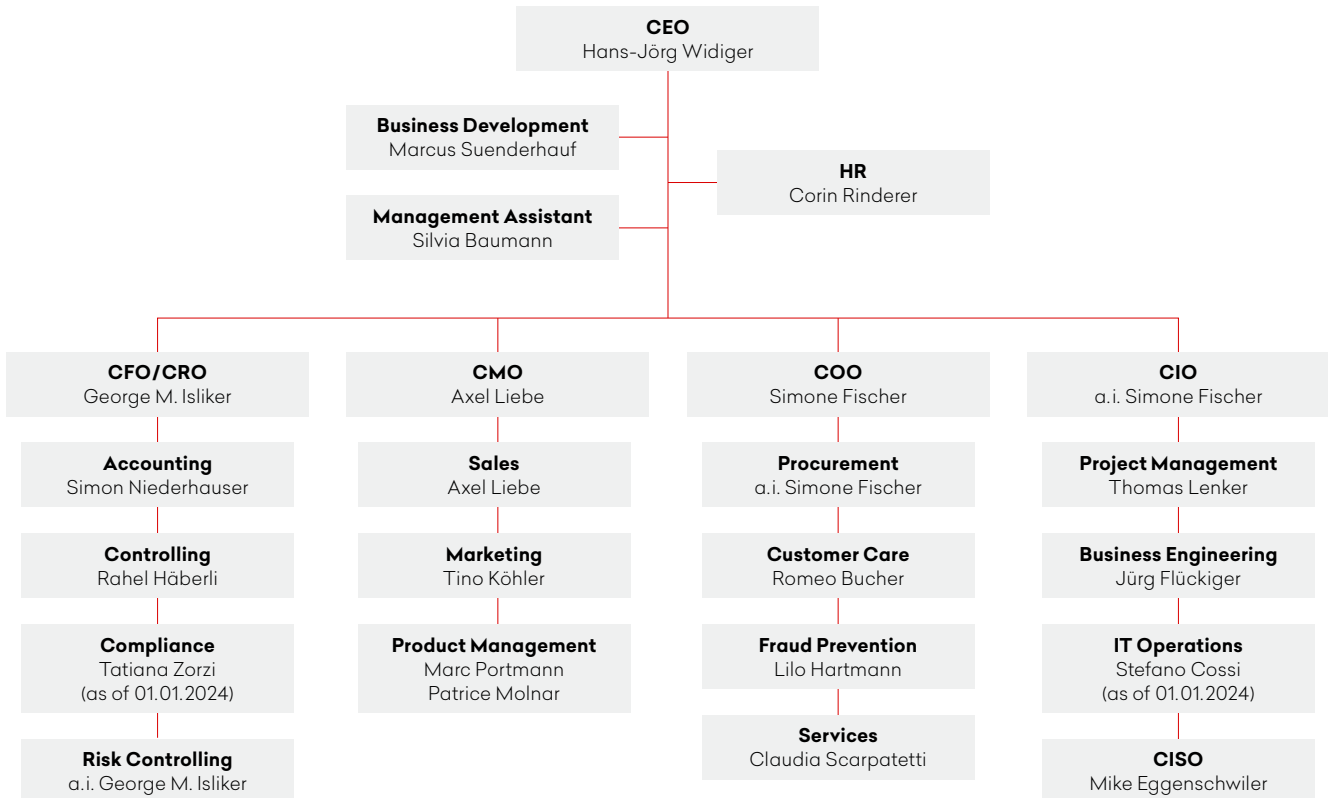 CEO
Hans-Jörg Widiger
Business Development
Marcus Suenderhauf
HR
Corin Rinderer
Management Assistant
Silvia Baumann
CFO/CRO
George M. Isliker
CMO
Axel Liebe
COO
Simone Fischer
CIO
a.i. Simone Fischer
Accounting
Simon Niederhauser
Sales
Axel Liebe
Procurement
a.i. Simone Fischer
Project Management
Thomas Lenker
Controlling
Rahel Häberli
Marketing
Tino Köhler
Customer Care
Romeo Bucher
Business Engineering
Jürg Flückiger
Compliance
Tatiana Zorzi
(as of 01.01.2024)
Product Management
Marc Portmann
Patrice Molnar
Fraud Prevention
Lilo Hartmann
IT Operations
Stefano Cossi
(as of 01.01.2024)
Risk Controlling
a.i. George M. Isliker
Services
Claudia Scarpatetti
CISO
Mike Eggenschwiler